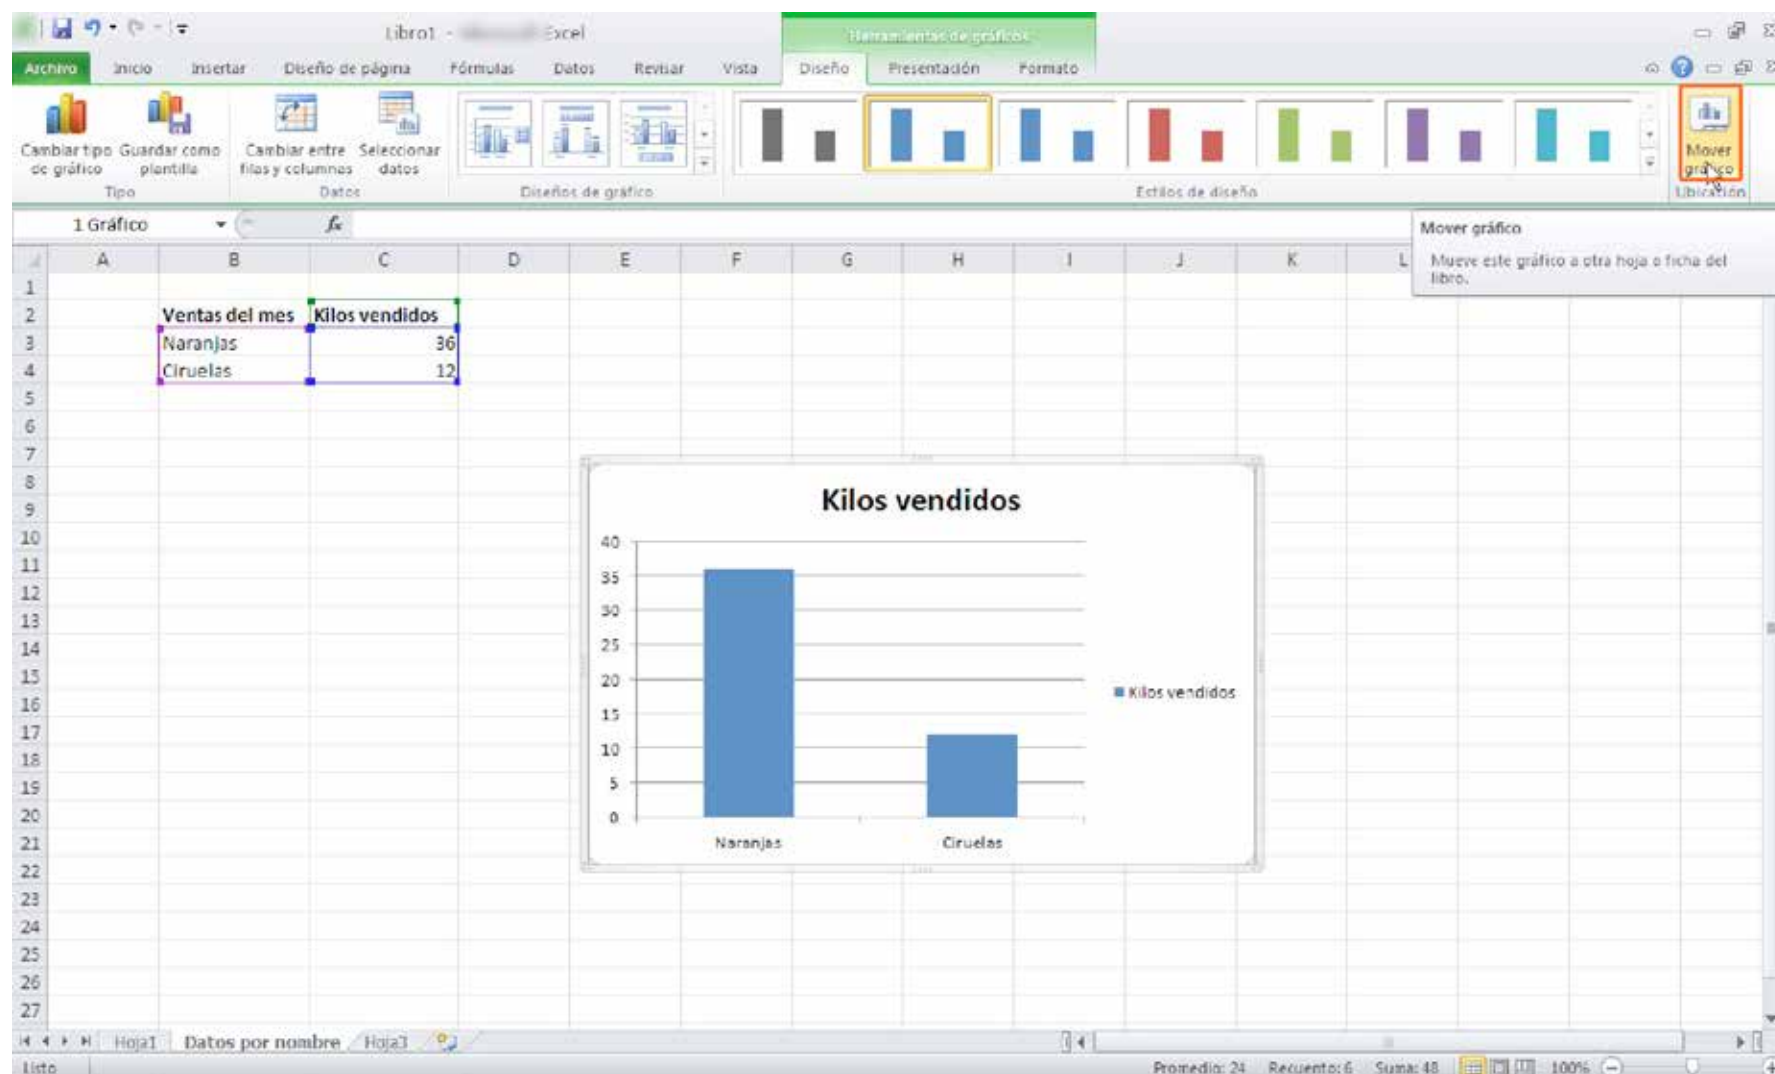 Libro1 - Excel
Herramientas de gráficos
Archivo Inicio Insertar Diseño de página Fórmulas Datos Revisar Vista Diseño Presentación Formato
Cambiar tipo de gráfico
Guardar como plantilla
Cambiar entre filas y columnas
Seleccionar datos
Mover gráfico
Tipo Datos Diseños de gráfico Estilos de diseño Ubicación
1 Gráfico fx
Mover gráfico
Mueve este gráfico a otra hoja o ficha del
libro.
A B C D E F G H I J K L
1
2 Ventas del mes Kilos vendidos
3 Naranjas 36
4 Ciruelas 12
5
6
7
8
9
10
11
12
13
14
15
16
17
18
19
20
21
22
23
24
25
26
27
Kilos vendidos
40
35
30
25
20
15
10
5
0
Naranjas Ciruelas
Kilos vendidos
Hoja1 Datos por nombre Hoja3
Listo Promedio: 24 Recuento: 6 Suma: 48 100%